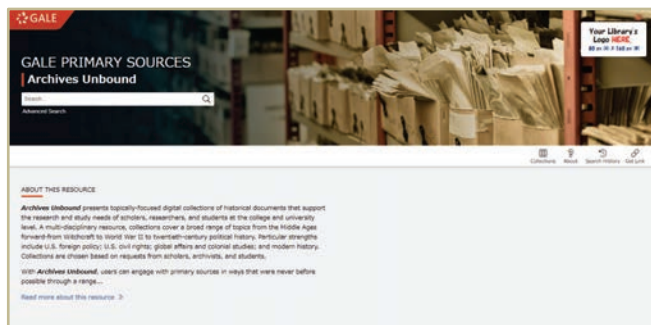 GALE
Your Library's
Logo HERE.
80 px H X 160 px W
GALE PRIMARY SOURCES
Archives Unbound
Search...
Advanced Search
Collections About Search History Get Link
ABOUT THIS RESOURCE
Archives Unbound presents topically-focused digital collections of historical documents that support
the research and study needs of scholars, researchers, and students at the college and university
level. A multi-disciplinary resource, collections cover a broad range of topics from the Middle Ages
forward-from Witchcraft to World War II to twentieth-century political history. Particular strengths
include U.S. foreign policy; U.S. civil rights; global affairs and colonial studies; and modern history.
Collections are chosen based on requests from scholars, archivists, and students.
With Archives Unbound, users can engage with primary sources in ways that were never before
possible through a range...
Read more about this resource >